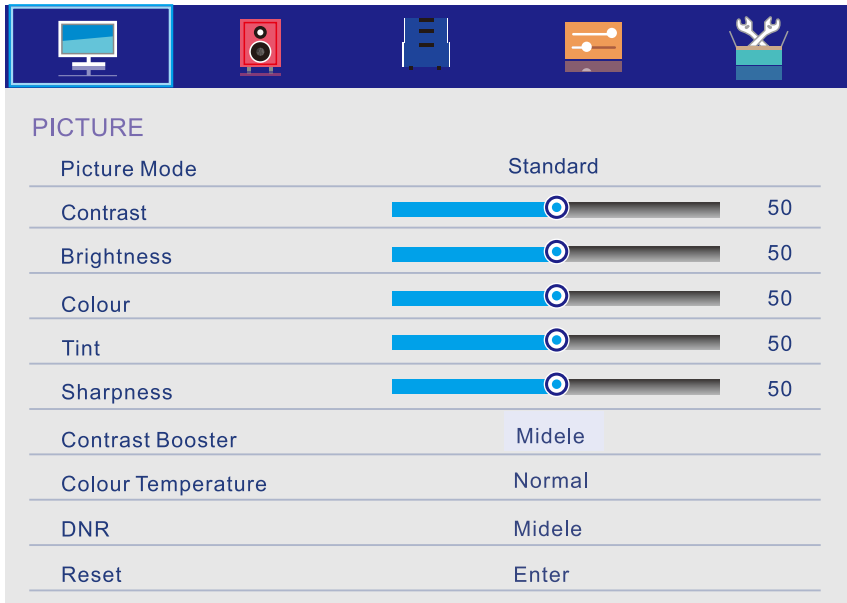 PICTURE
Picture Mode Standard
Contrast 50
Brightness 50
Colour 50
Tint 50
Sharpness 50
Contrast Booster Midele
Colour Temperature Normal
DNR Midele
Reset Enter